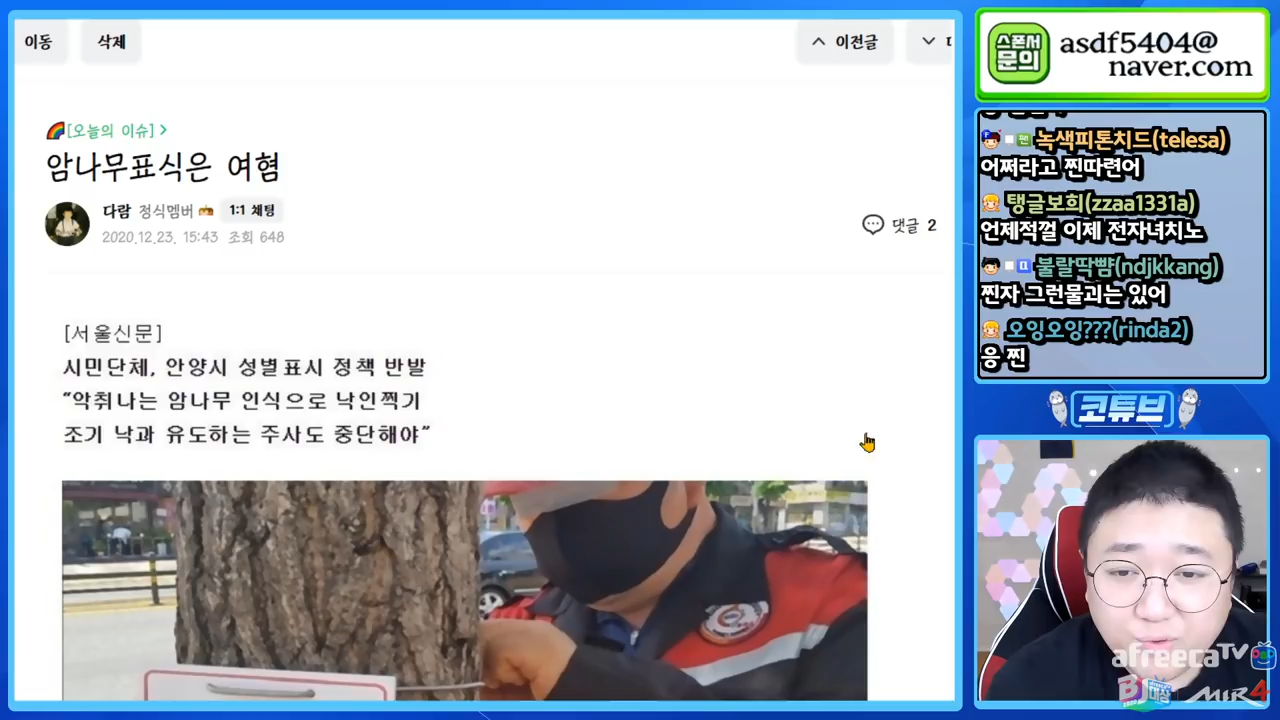 이동
삭제
이전글
[오늘의 이슈]
암나무표식은 여혐
다람 정식멤버 1:1 채팅
2020.12.23. 15:43 조회 648
댓글 2
[서울신문]
시민단체, 안양시 성별표시 정책 반발
“악취나는 암나무 인식으로 낙인찍기
조기 낙과 유도하는 주사도 중단해야”
스폰서
문의
asdf5404@
naver.com
녹색피톤치드(telesa)
어쩌라고 찐따련어
탱글보희(zzaa1331a)
언제적껄 이제 전자녀치노
불랄딱뺨(ndjkkang)
찐자 그런물괴는 있어
오잉오잉???(rinda2)
응 찐
코튜브
afreecaTV
BJ대상
MIR4